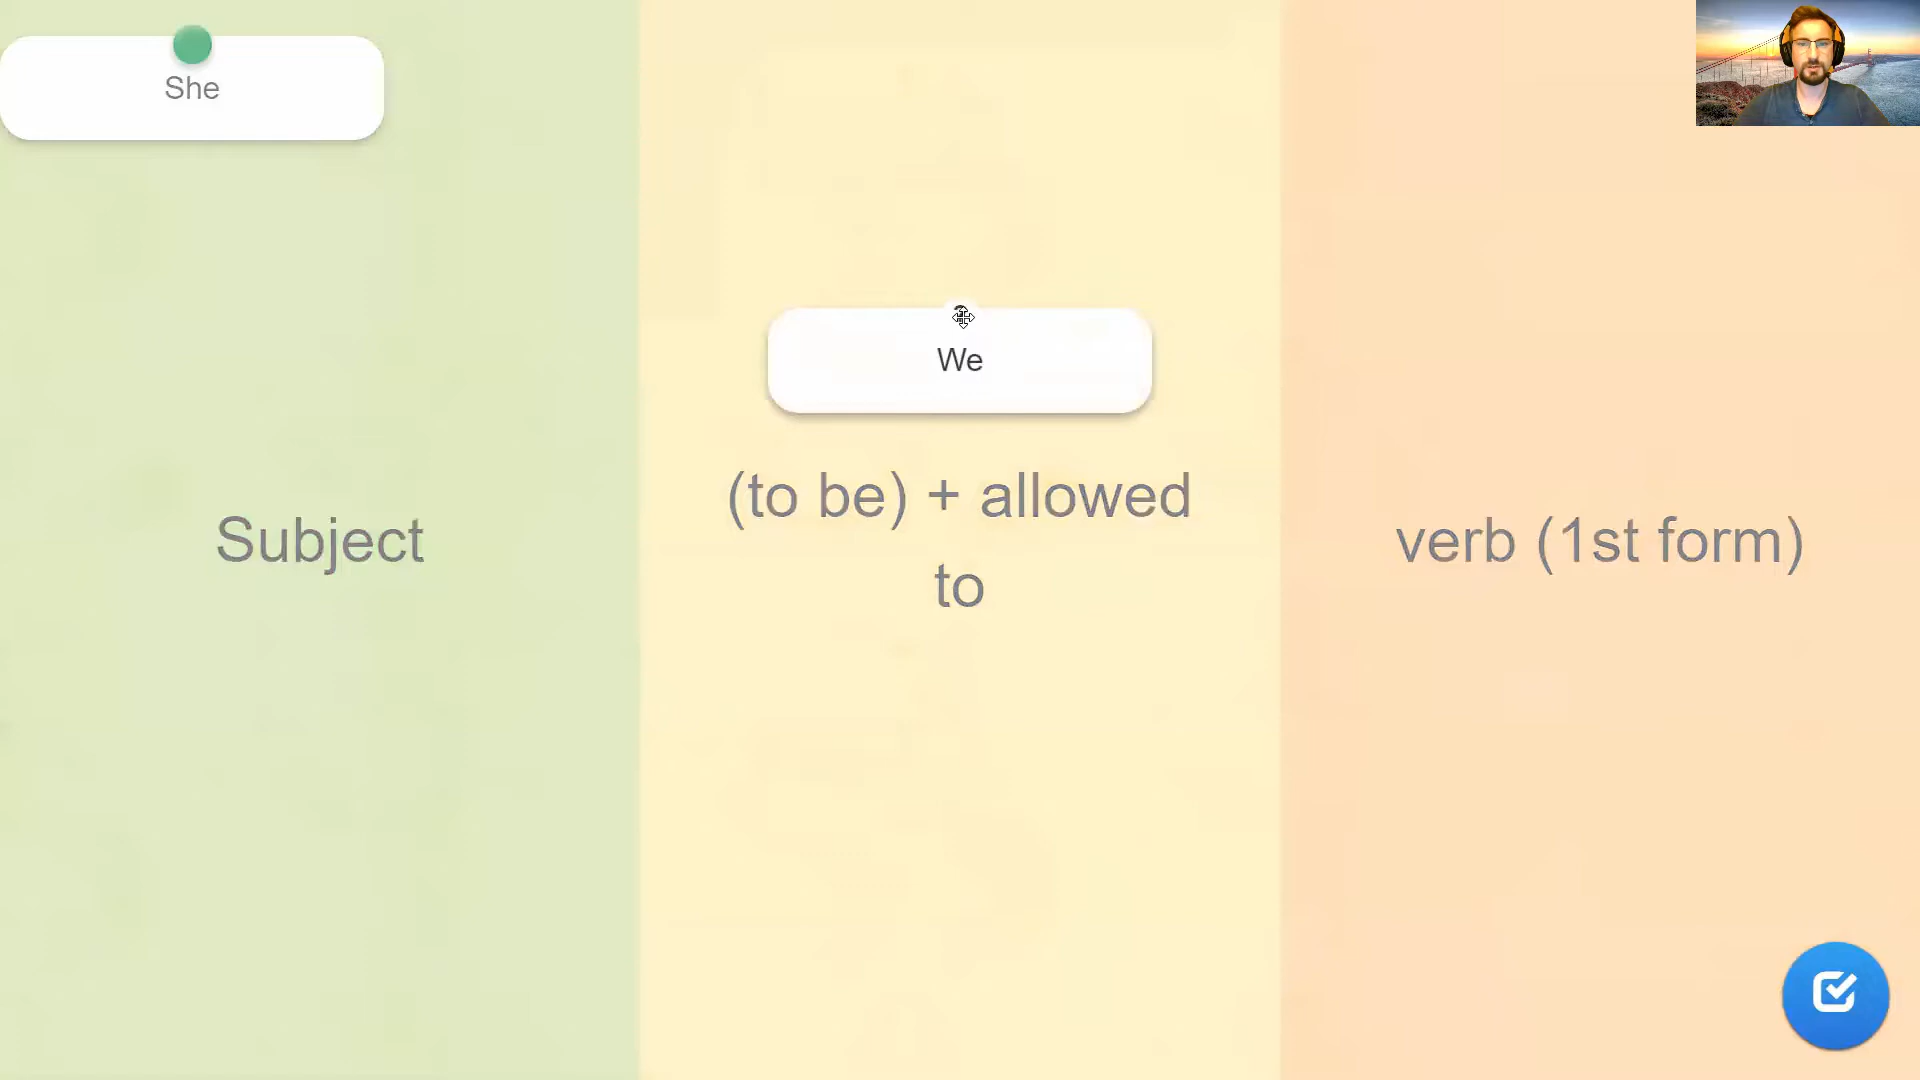 She
We
Subject
(to be) + allowed
to
verb (1st form)